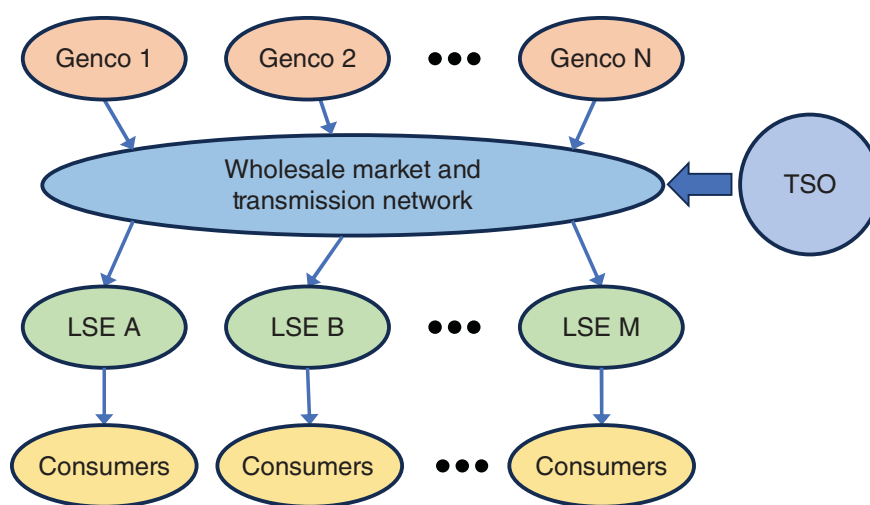 Genco 1
Genco 2
Genco N
Wholesale market and
transmission network
TSO
LSE A
LSE B
LSE M
Consumers
Consumers
Consumers